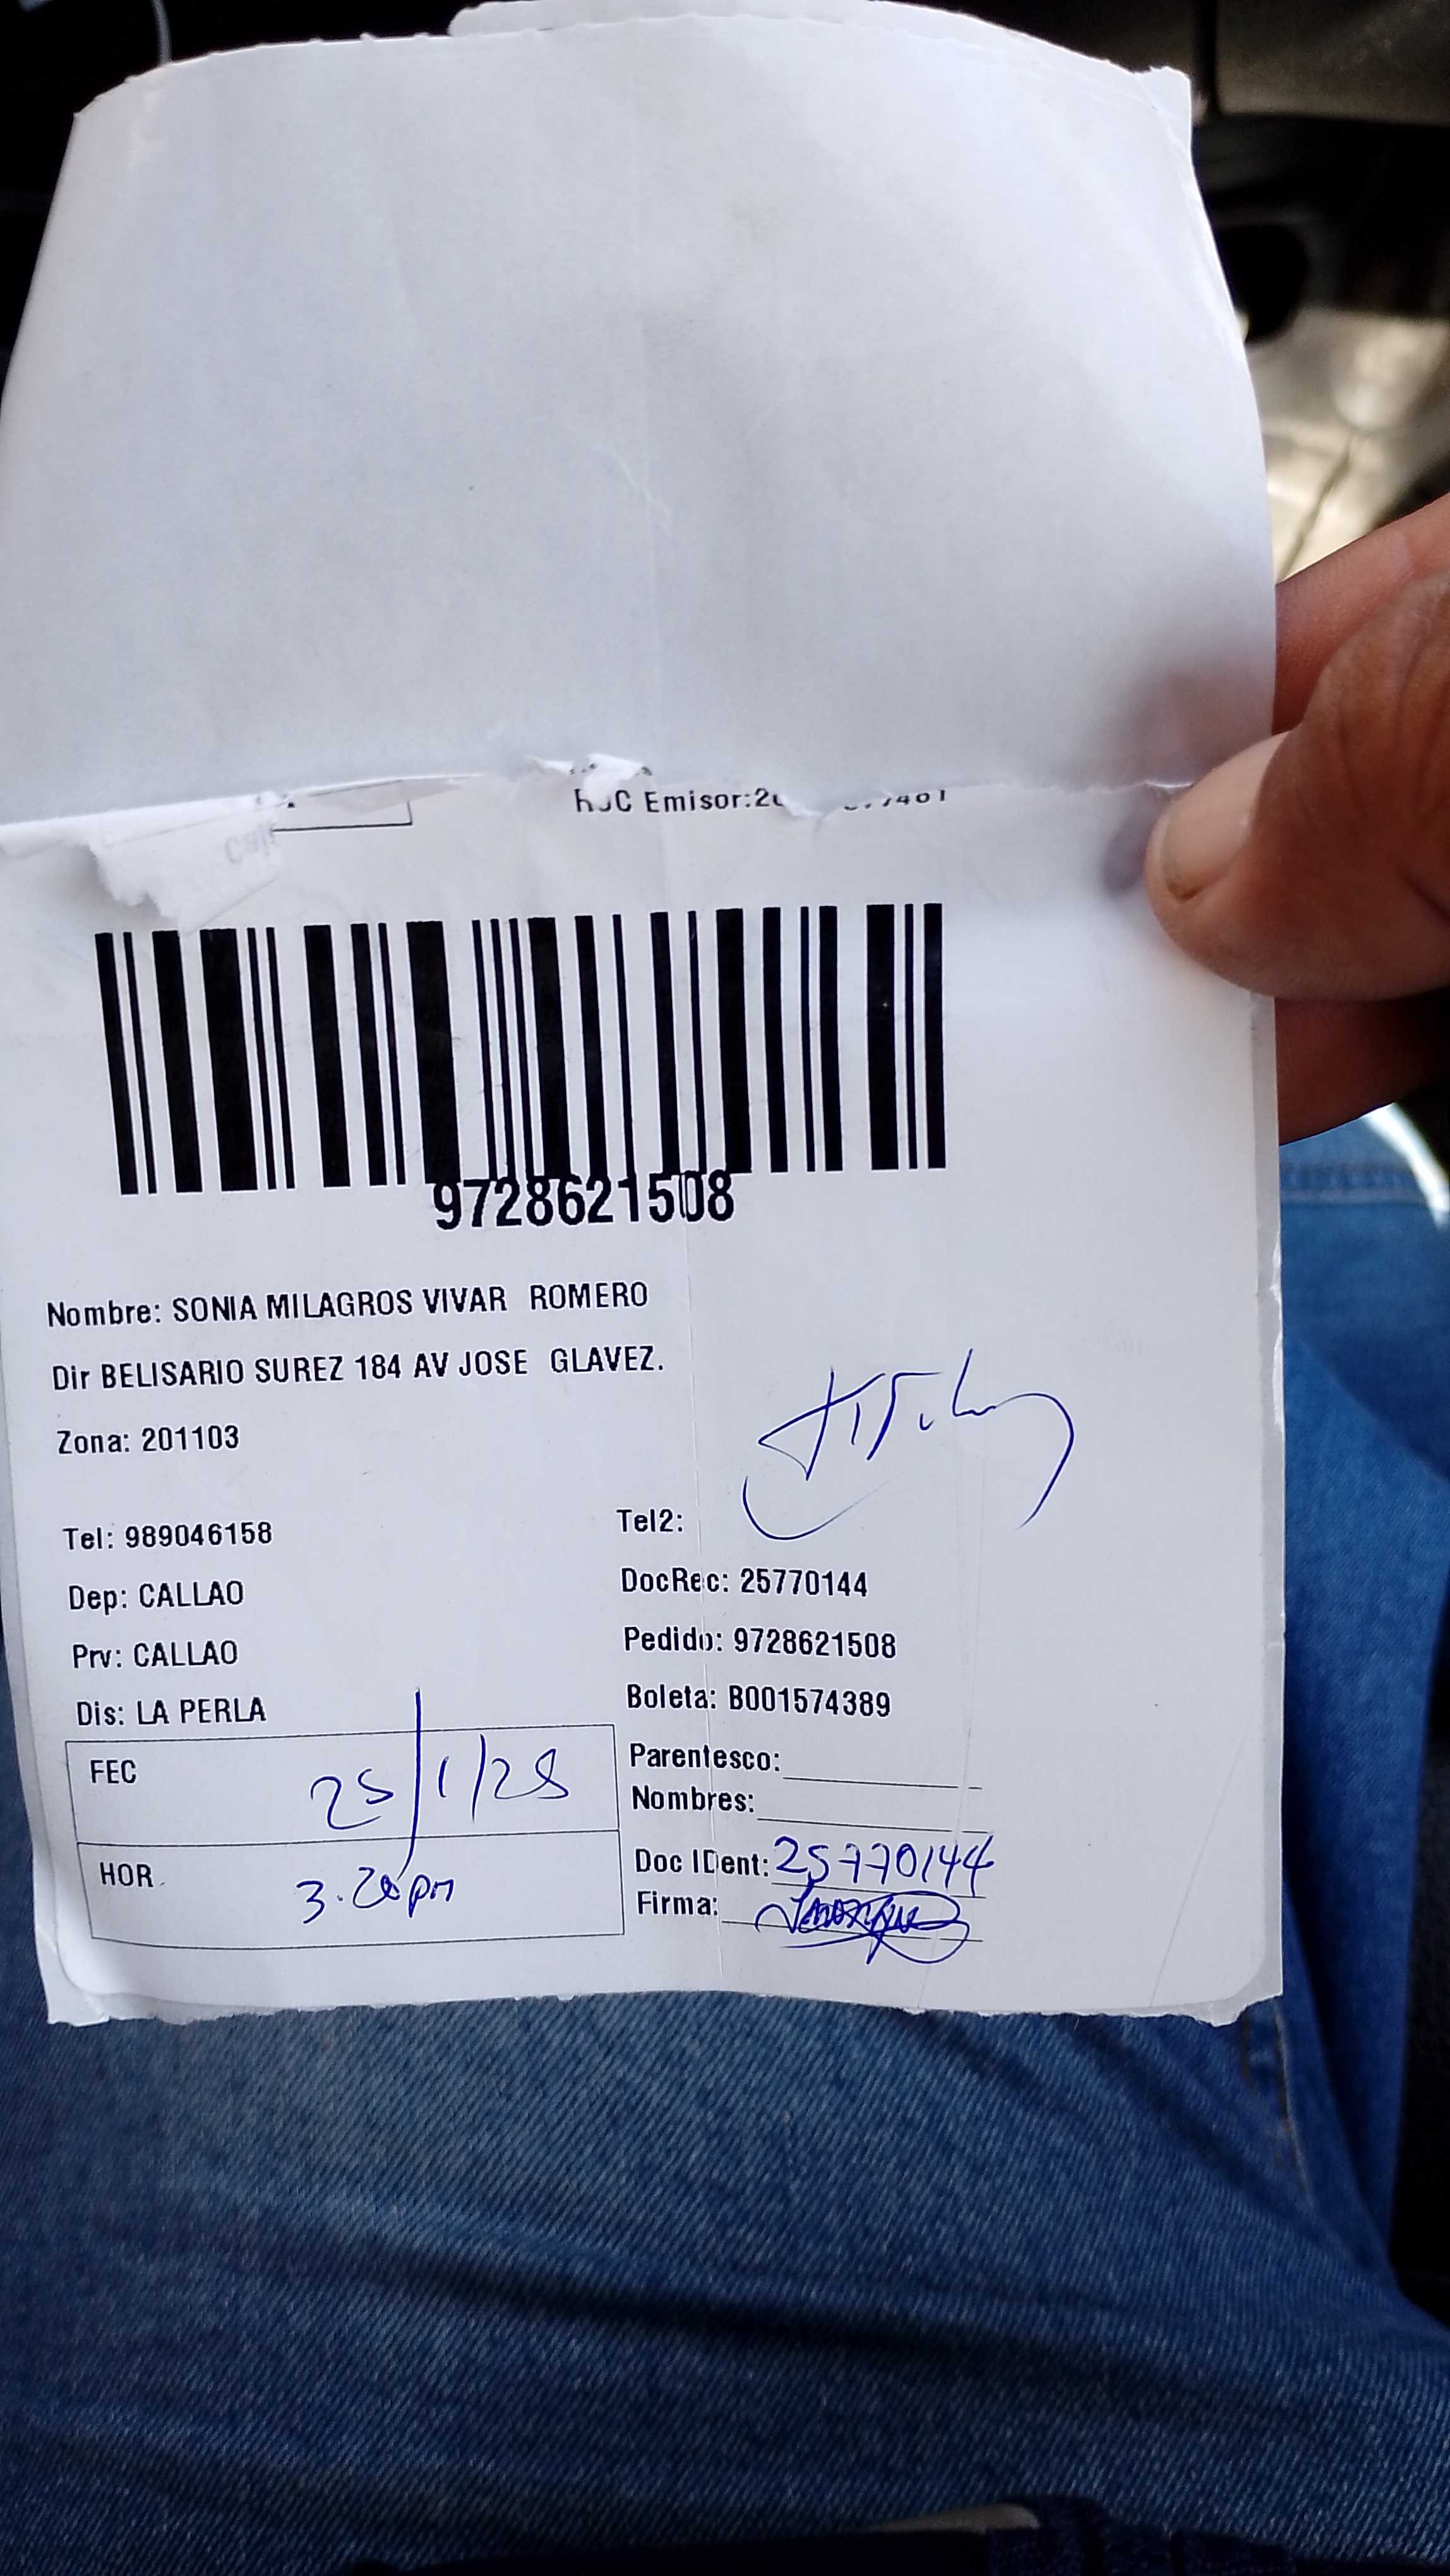 RUC Emisor:2
9728621508
Nombre: SONIA MILAGROS VIVAR ROMERO
Dir BELISARIO SUREZ 184 AV JOSE GLAVEZ.
Zona: 201103
Tel: 989046158
Tel2:
Dep: CALLAO
DocRec: 25770144
Prv: CALLAO
Pedido: 9728621508
Dis: LA PERLA
Boleta: B001574389
FEC 25/1/25
Parentesco:
Nombres:
HOR 3.20pm
Doc IDent: 25770144
Firma: